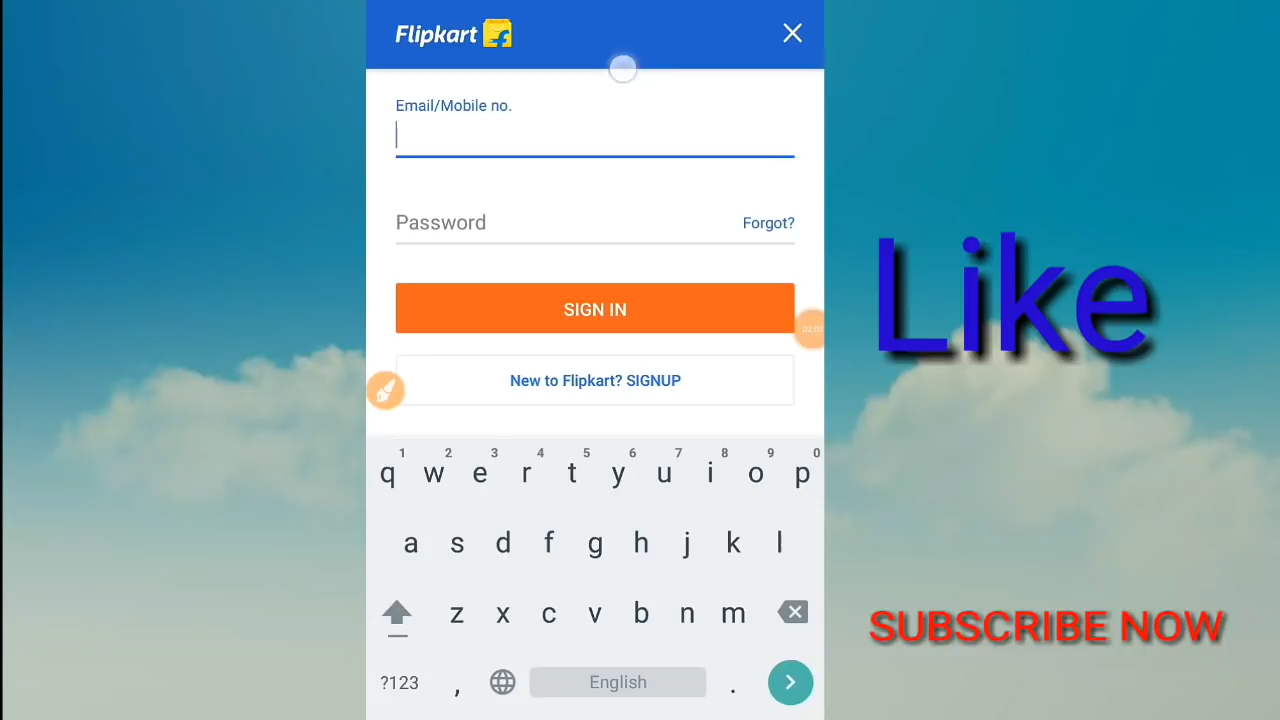 Flipkart
Email/Mobile no.
Password Forgot?
SIGN IN
New to Flipkart? SIGNUP
1 2 3 4 5 6 7 8 9 0
q w e r t y u i o p
a s d f g h j k l
z x c v b n m
?123 , English .
Like
SUBSCRIBE NOW